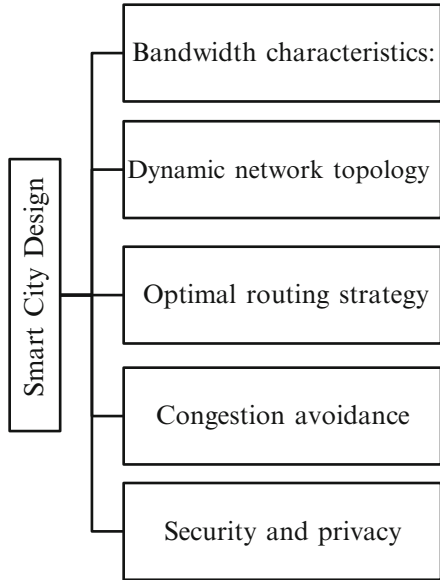 Smart City Design
Bandwidth characteristics:
Dynamic network topology
Optimal routing strategy
Congestion avoidance
Security and privacy